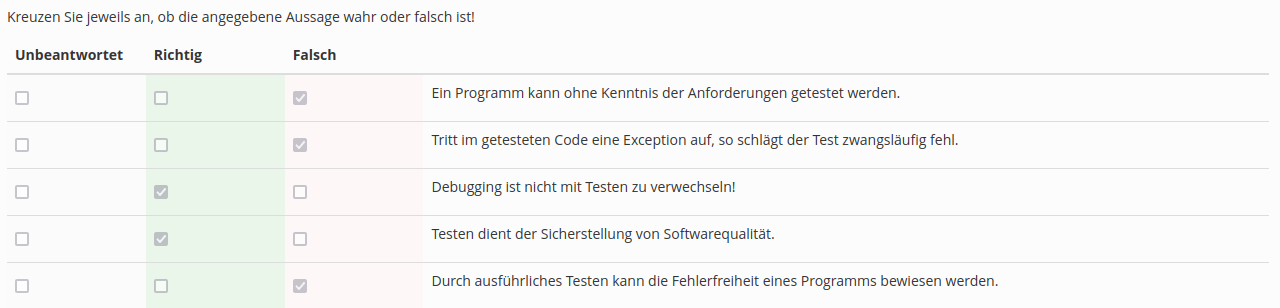 Kreuzen Sie jeweils an, ob die angegebene Aussage wahr oder falsch ist!
Unbeantwortet Richtig Falsch
Ein Programm kann ohne Kenntnis der Anforderungen getestet werden.
Tritt im getesteten Code eine Exception auf, so schlägt der Test zwangsläufig fehl.
Debugging ist nicht mit Testen zu verwechseln!
Testen dient der Sicherstellung von Softwarequalität.
Durch ausführliches Testen kann die Fehlerfreiheit eines Programms bewiesen werden.